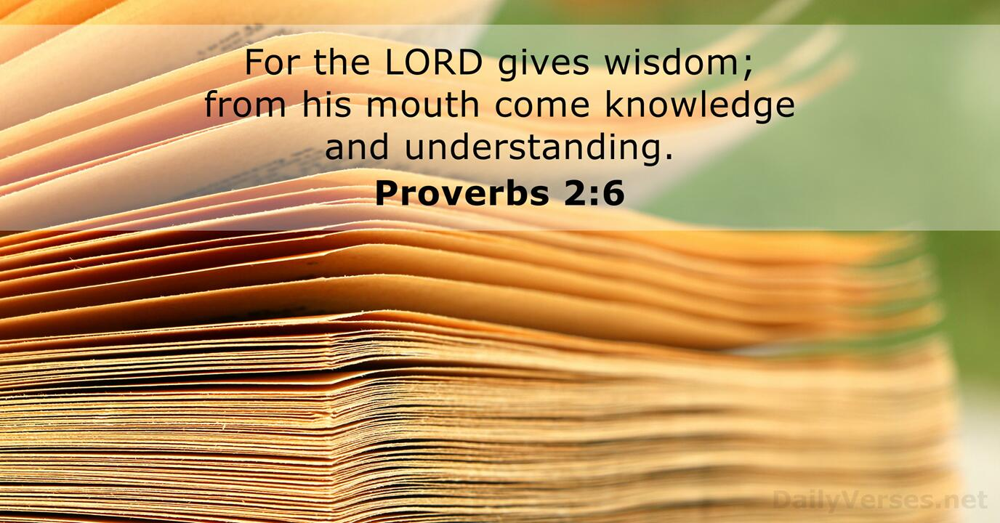 For the LORD gives wisdom;
from his mouth come knowledge
and understanding.
Proverbs 2:6
DailyVerses.net